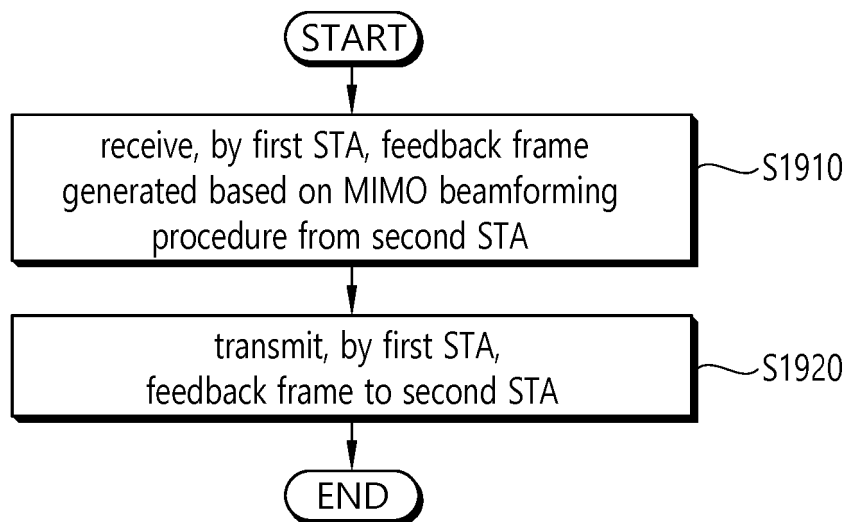 START
receive, by first STA, feedback frame
generated based on MIMO beamforming
procedure from second STA
S1910
transmit, by first STA,
feedback frame to second STA
S1920
END